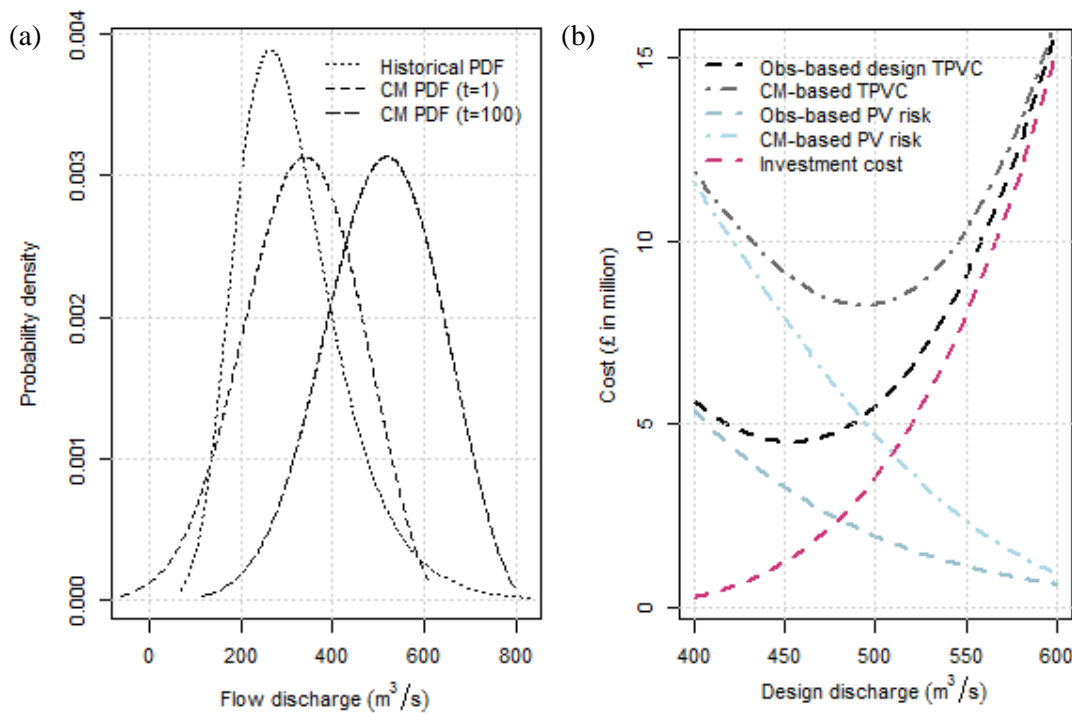 (a)
Probability density
0.004
0.003
0.002
0.001
0.000
Historical PDF
CM PDF (t=1)
CM PDF (t=100)
0 200 400 600 800
Flow discharge (m³/s)
(b)
Cost (£ in million)
15
10
5
0
Obs-based design TPVC
CM-based TPVC
Obs-based PV risk
CM-based PV risk
Investment cost
400 450 500 550 600
Design discharge (m³/s)